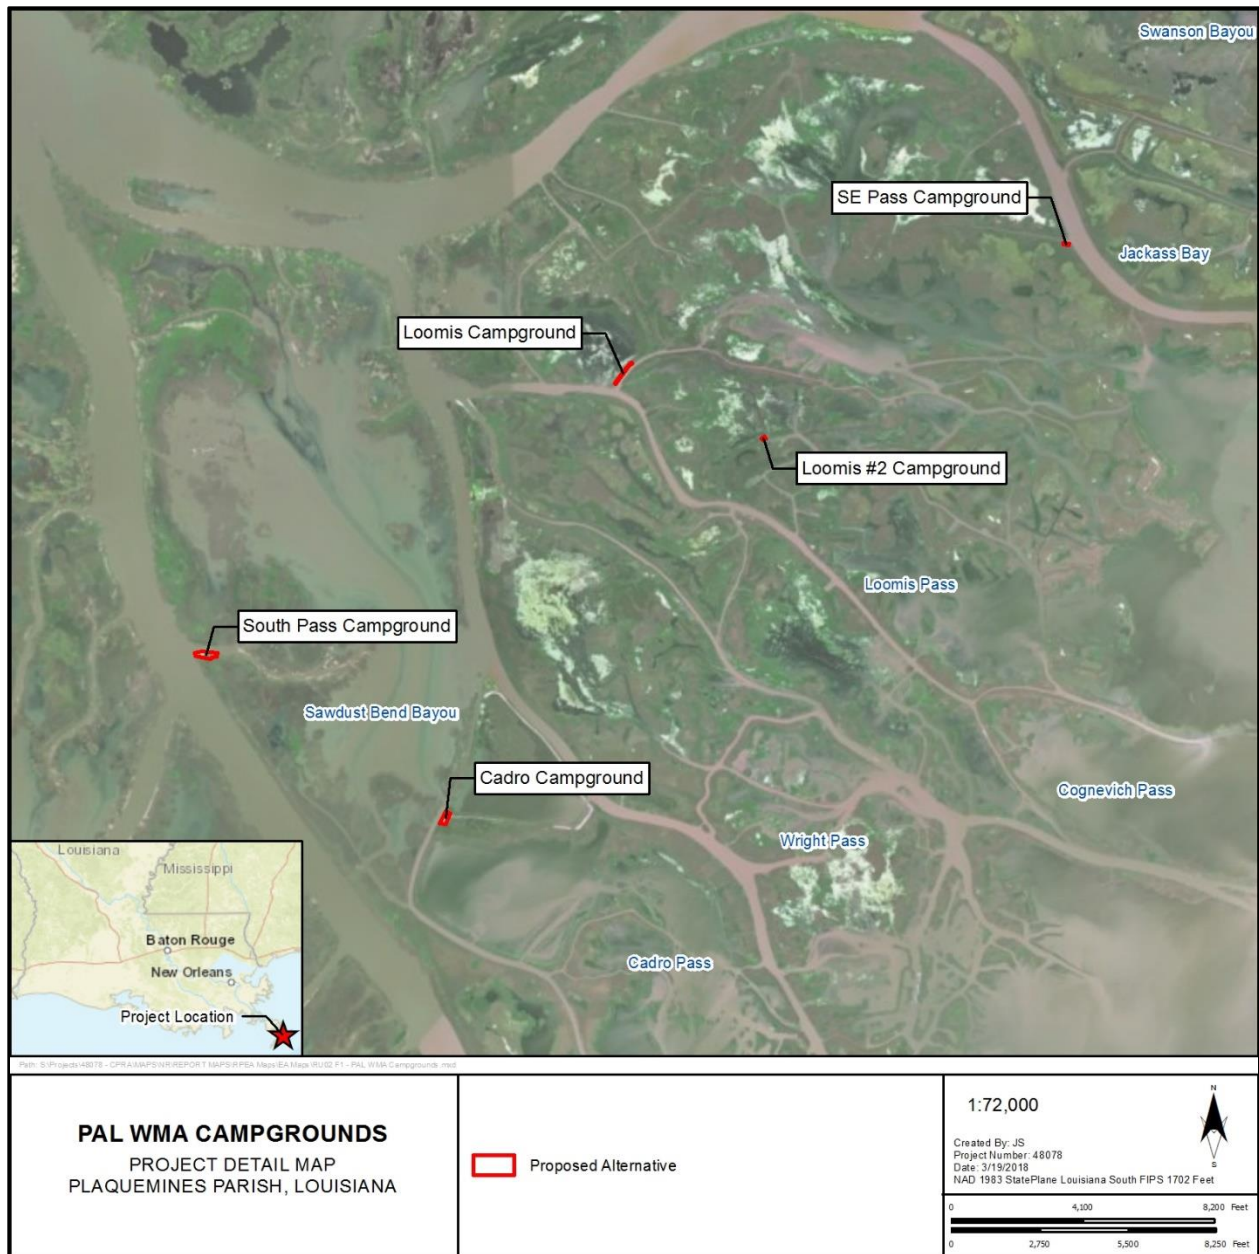 Swanson Bayou
SE Pass Campground
Jackass Bay
Loomis Campground
Loomis #2 Campground
Loomis Pass
South Pass Campground
Sawdust Bend Bayou
Cadro Campground
Cognevich Pass
Wright Pass
Cadro Pass
Louisiana
Mississippi
Baton Rouge
New Orleans
Project Location
PAL WMA CAMPGROUNDS
PROJECT DETAIL MAP
PLAQUEMINES PARISH, LOUISIANA
Proposed Alternative
1:72,000
N
S
Created By: JS
Project Number: 48078
Date: 3/19/2018
NAD 1983 StatePlane Louisiana South FIPS 1702 Feet
0 4,100 8,200 Feet
0 2,750 5,500 8,250 Feet